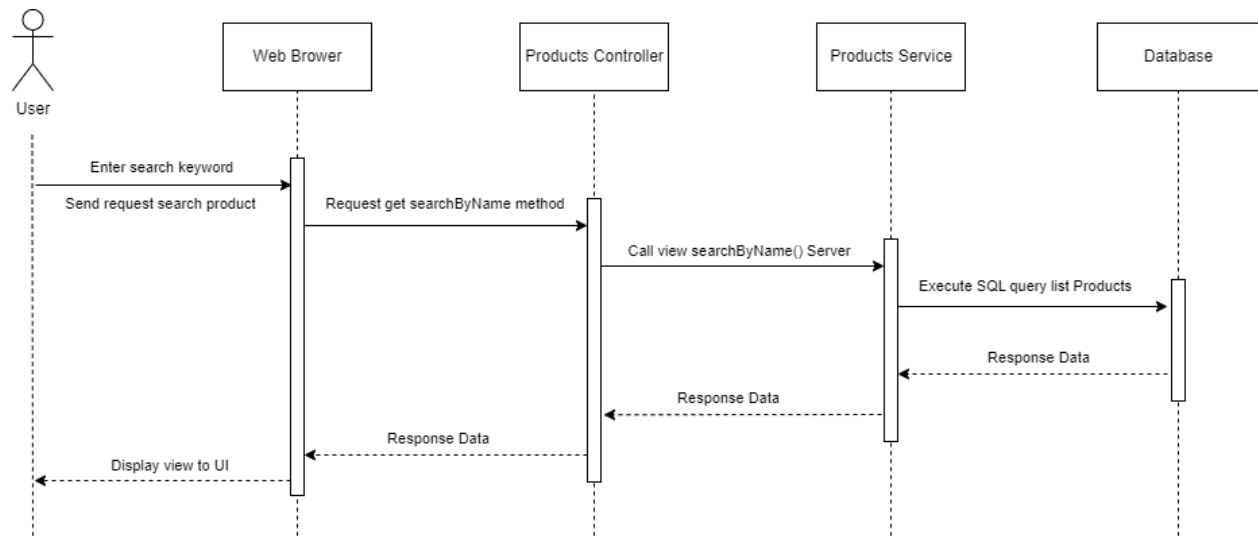 User
Web Brower
Products Controller
Products Service
Database
Enter search keyword
Send request search product
Request get searchByName method
Call view searchByName() Server
Execute SQL query list Products
Response Data
Response Data
Response Data
Display view to UI